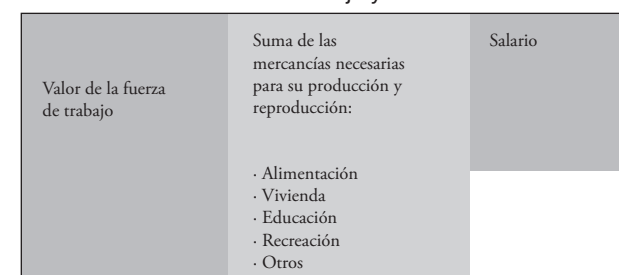 Valor de la fuerza
de trabajo
Suma de las
mercancías necesarias
para su producción y
reproducción:
· Alimentación
· Vivienda
· Educación
· Recreación
· Otros
Salario